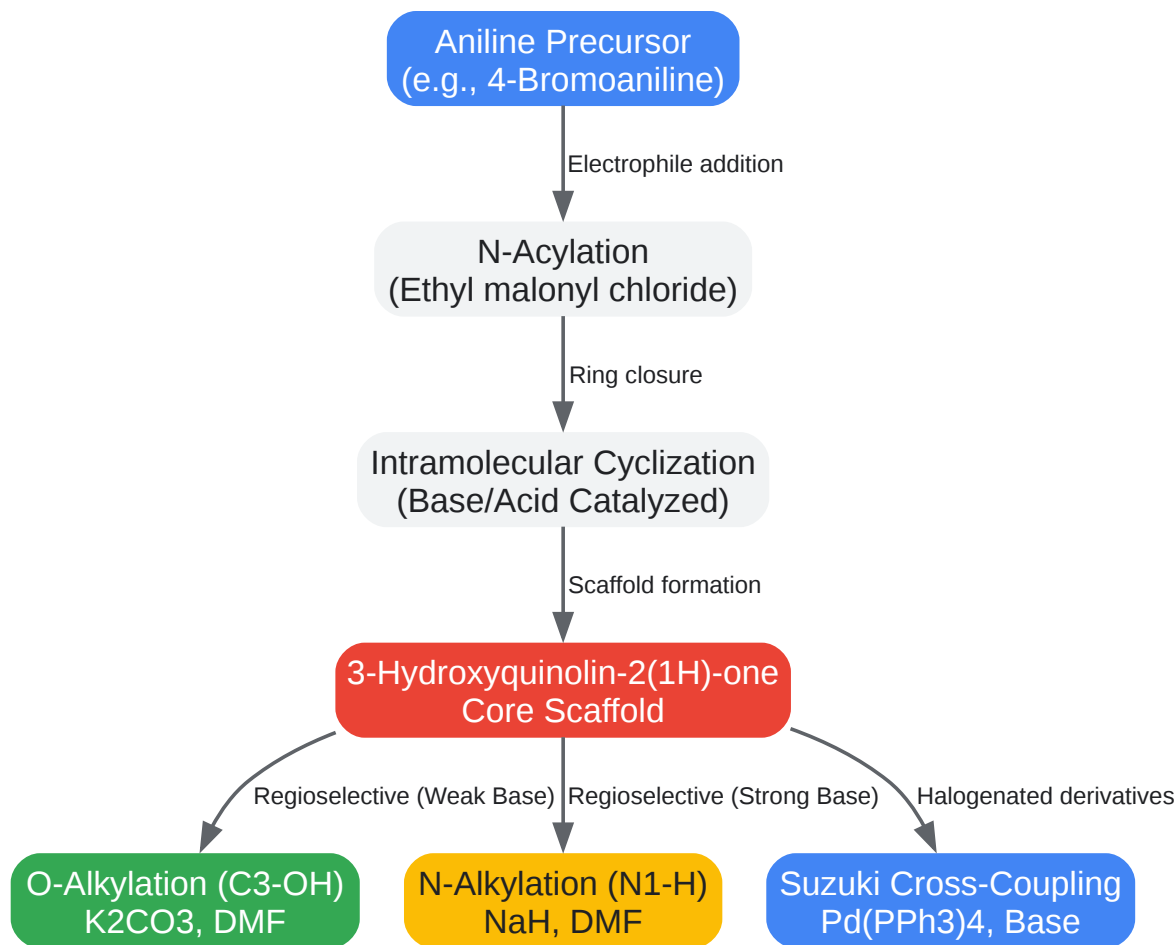 Aniline Precursor
(e.g., 4-Bromoaniline)
Electrophile addition
N-Acylation
(Ethyl malonyl chloride)
Ring closure
Intramolecular Cyclization
(Base/Acid Catalyzed)
Scaffold formation
3-Hydroxyquinolin-2(1H)-one
Core Scaffold
Regioselective (Weak Base)
Regioselective (Strong Base)
Halogenated derivatives
O-Alkylation (C3-OH)
K2CO3, DMF
N-Alkylation (N1-H)
NaH, DMF
Suzuki Cross-Coupling
Pd(PPh3)4, Base